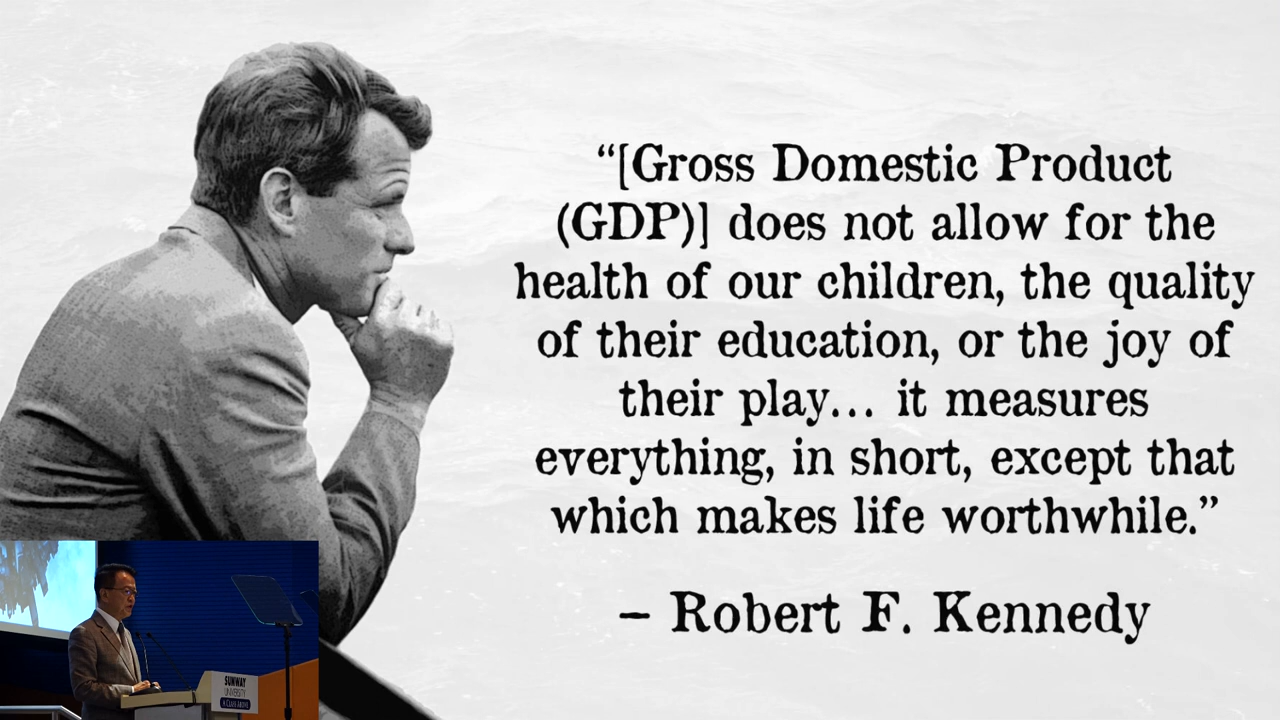 “[Gross Domestic Product
(GDP)] does not allow for the
health of our children, the quality
of their education, or the joy of
their play... it measures
everything, in short, except that
which makes life worthwhile.”
– Robert F. Kennedy
SUNWAY
UNIVERSITY
A CLASS ABOVE